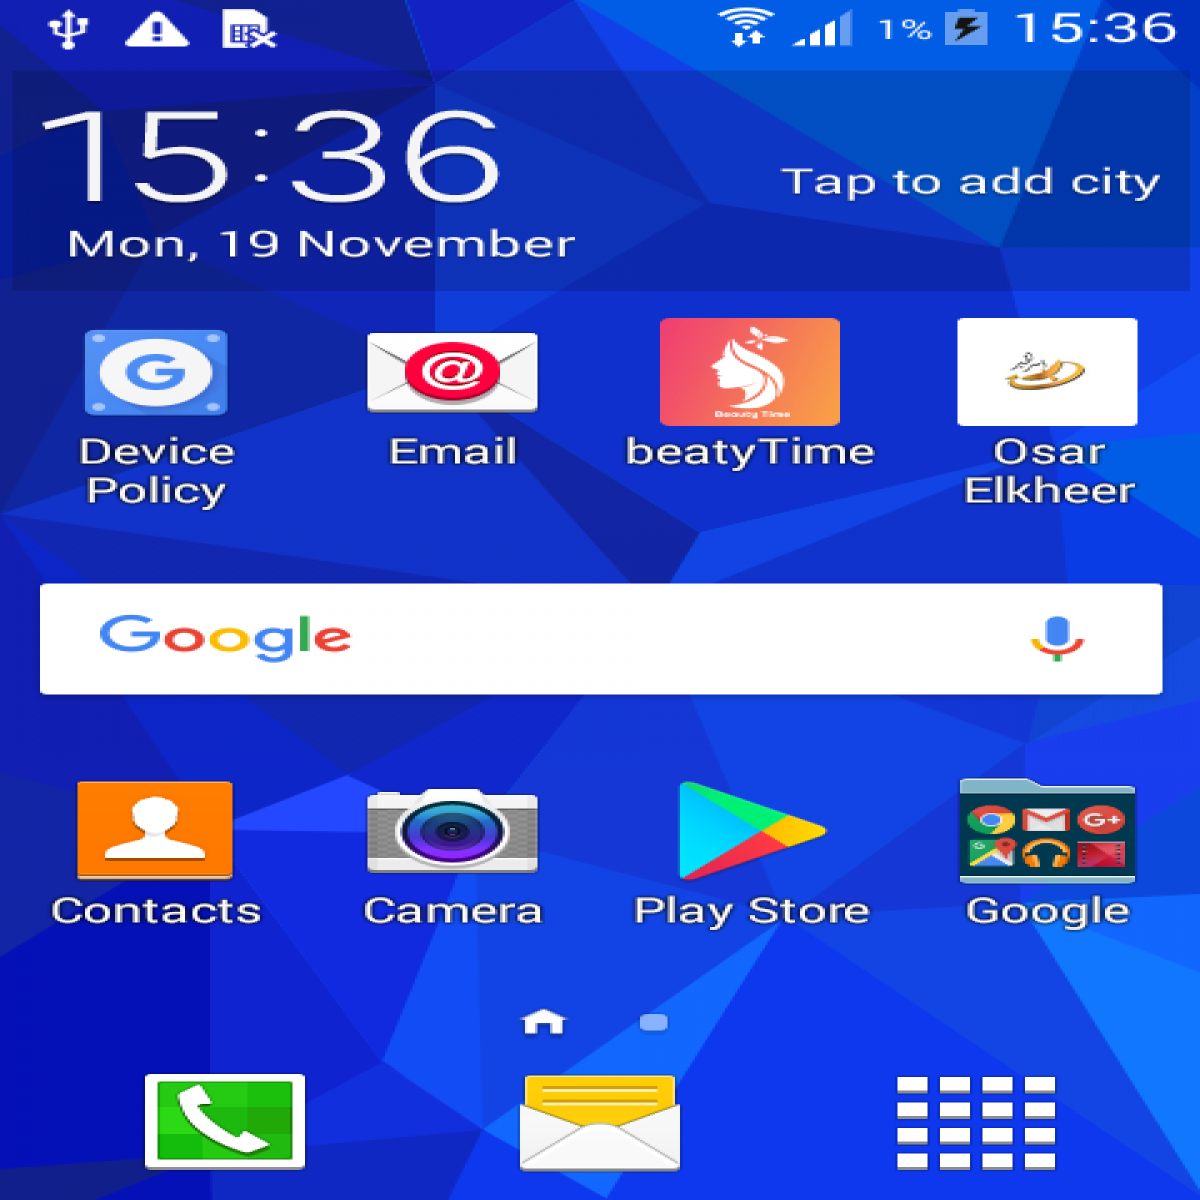 1% 15:36
15:36
Tap to add city
Mon, 19 November
Beauty Time
Device Policy
Email
beatyTime
Osar Elkheer
Google
Contacts
Camera
Play Store
Google